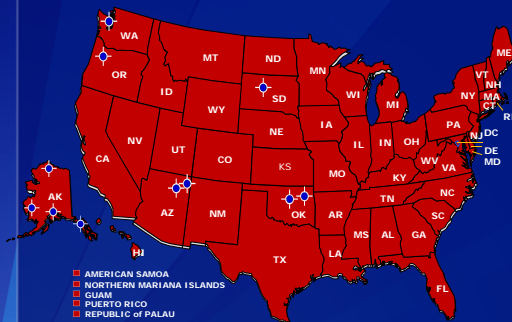 WA
MT
ND
MN
ME
VT
NH
OR
ID
SD
WI
NY
MA
CT
MI
WY
RI
IA
PA
NJ
DC
NE
NV
UT
CO
IL
IN
OH
DE
MD
WV
VA
CA
KS
MO
KY
NC
TN
AK
AZ
NM
OK
AR
SC
MS
AL
GA
TX
LA
HI
FL
AMERICAN SAMOA
NORTHERN MARIANA ISLANDS
GUAM
PUERTO RICO
REPUBLIC of PALAU